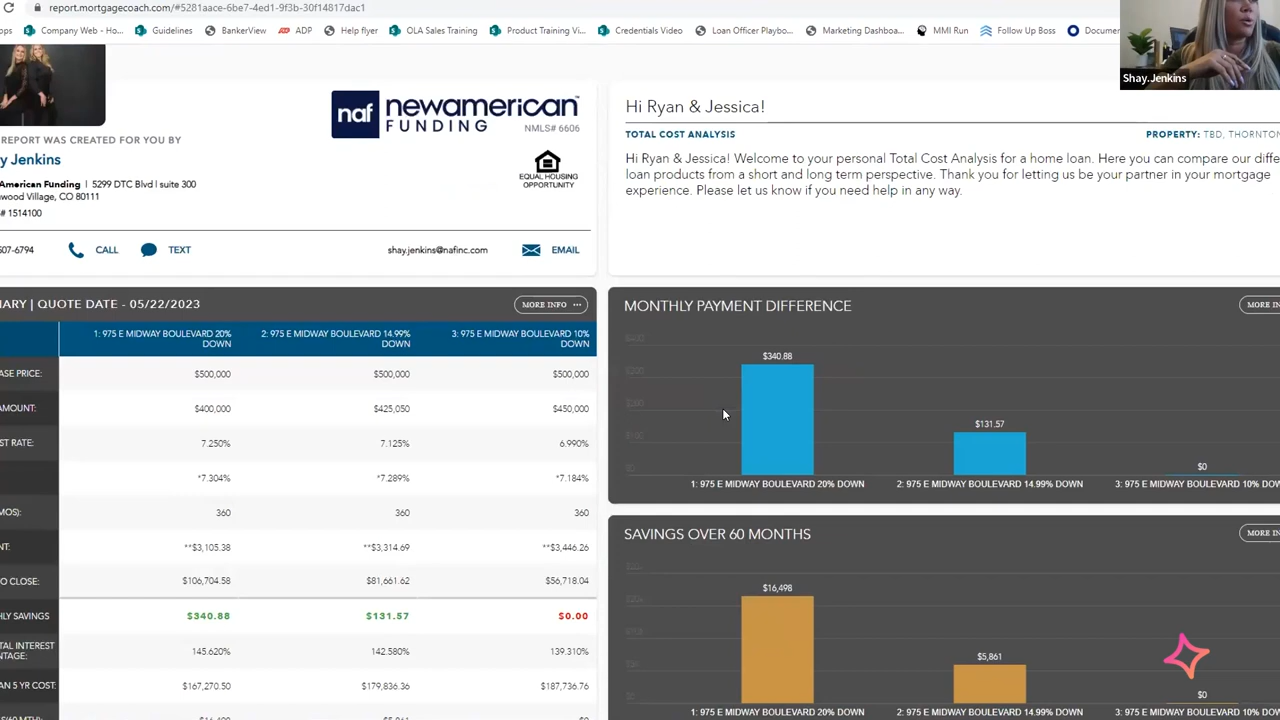 report.mortgagecoach.com/#5281aace-6be7-4ed1-9f3b-30f14817dac1
ops
Company Web - Ho...
Guidelines
BankerView
ADP
Help flyer
OLA Sales Training
Product Training Vi...
Credentials Video
Loan Officer Playbo...
Marketing Dashboa...
MMI Run
Follow Up Boss
Documen
Shay.Jenkins
REPORT WAS CREATED FOR YOU BY
y Jenkins
American Funding | 5299 DTC Blvd | suite 300
wood Village, CO 80111
# 1514100
507-6794
CALL
TEXT
naf newamerican
FUNDING
NMLS# 6606
EQUAL HOUSING
OPPORTUNITY
shay.jenkins@nafinc.com
EMAIL
Hi Ryan & Jessica!
TOTAL COST ANALYSIS
PROPERTY: TBD, THORNTON
Hi Ryan & Jessica! Welcome to your personal Total Cost Analysis for a home loan. Here you can compare our diffe
loan products from a short and long term perspective. Thank you for letting us be your partner in your mortgage
experience. Please let us know if you need help in any way.
ARY | QUOTE DATE - 05/22/2023
MORE INFO ...
1: 975 E MIDWAY BOULEVARD 20%
DOWN
2: 975 E MIDWAY BOULEVARD 14.99%
DOWN
3: 975 E MIDWAY BOULEVARD 10%
DOWN
ASE PRICE: $500,000 $500,000 $500,000
AMOUNT: $400,000 $425,050 $450,000
ST RATE: 7.250% 7.125% 6.990%
*7.304% *7.289% *7.184%
MOS): 360 360 360
NT: **$3,105.38 **$3,314.69 **$3,446.26
O CLOSE: $106,704.58 $81,661.62 $56,718.04
HLY SAVINGS $340.88 $131.57 $0.00
TAL INTEREST
NTAGE: 145.620% 142.580% 139.310%
AN 5 YR COST: $167,270.50 $179,836.36 $187,736.76
MONTHLY PAYMENT DIFFERENCE
MORE IN
$340.88
$131.57
$0
1: 975 E MIDWAY BOULEVARD 20% DOWN
2: 975 E MIDWAY BOULEVARD 14.99% DOWN
3: 975 E MIDWAY BOULEVARD 10% DOW
SAVINGS OVER 60 MONTHS
MORE IN
$16,498
$5,861
$0
1: 975 E MIDWAY BOULEVARD 20% DOWN
2: 975 E MIDWAY BOULEVARD 14.99% DOWN
3: 975 E MIDWAY BOULEVARD 10% DOW